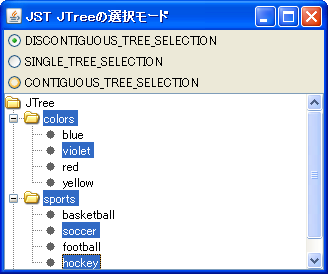 JST JTreeの選択モード
DISCONTIGUOUS_TREE_SELECTION
SINGLE_TREE_SELECTION
CONTIGUOUS_TREE_SELECTION
JTree
colors
blue
violet
red
yellow
sports
basketball
soccer
football
hockey